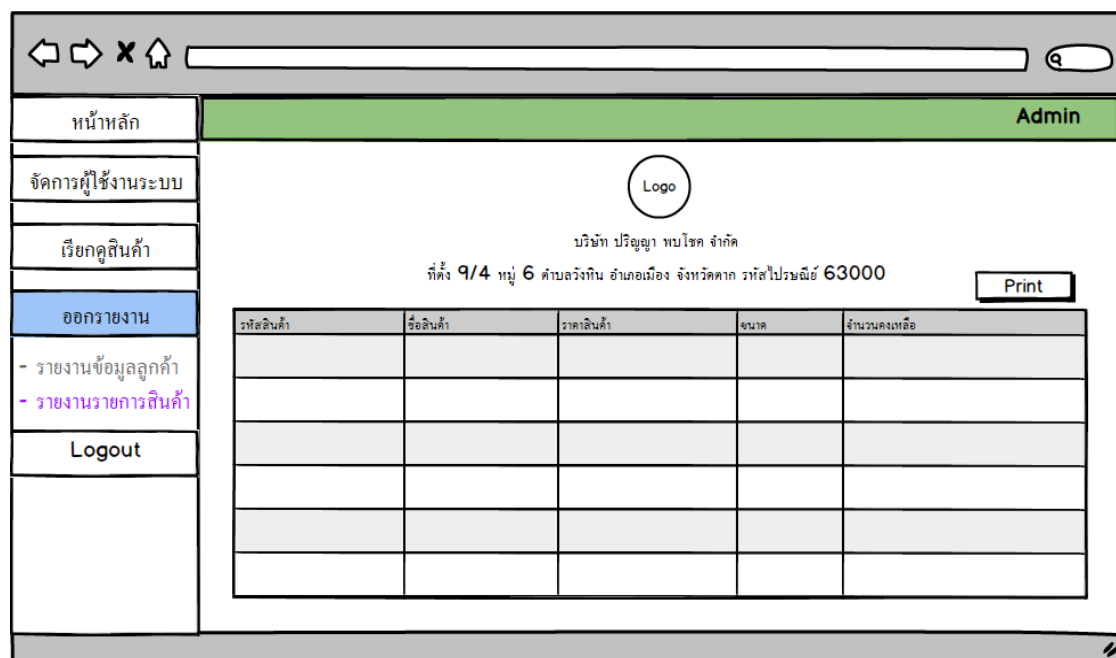 Admin
หน้าหลัก
จัดการผู้ใช้งานระบบ
เรียกดูสินค้า
ออกรายงาน
- รายงานข้อมูลลูกค้า
- รายงานรายการสินค้า
Logout
Logo
บริษัท ปริญญา พบโชค จำกัด
ที่ตั้ง 9/4 หมู่ 6 ตำบลวังหิน อำเภอเมือง จังหวัดตาก รหัสไปรษณีย์ 63000
Print
รหัสสินค้า ชื่อสินค้า ราคาสินค้า ขนาด จำนวนคงเหลือ